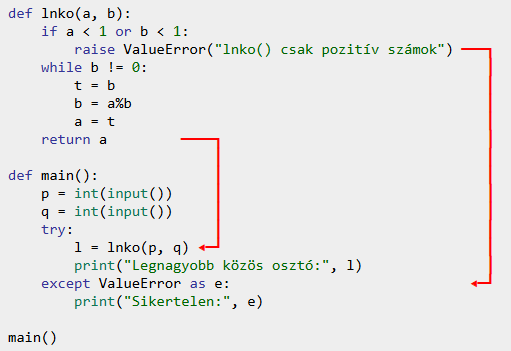 def lnko(a, b):
    if a < 1 or b < 1:
        raise ValueError("lnko() csak pozitív számok")
    while b != 0:
        t = b
        b = a%b
        a = t
    return a

def main():
    p = int(input())
    q = int(input())
    try:
        l = lnko(p, q)
        print("Legnagyobb közös osztó:", l)
    except ValueError as e:
        print("Sikertelen:", e)

main()